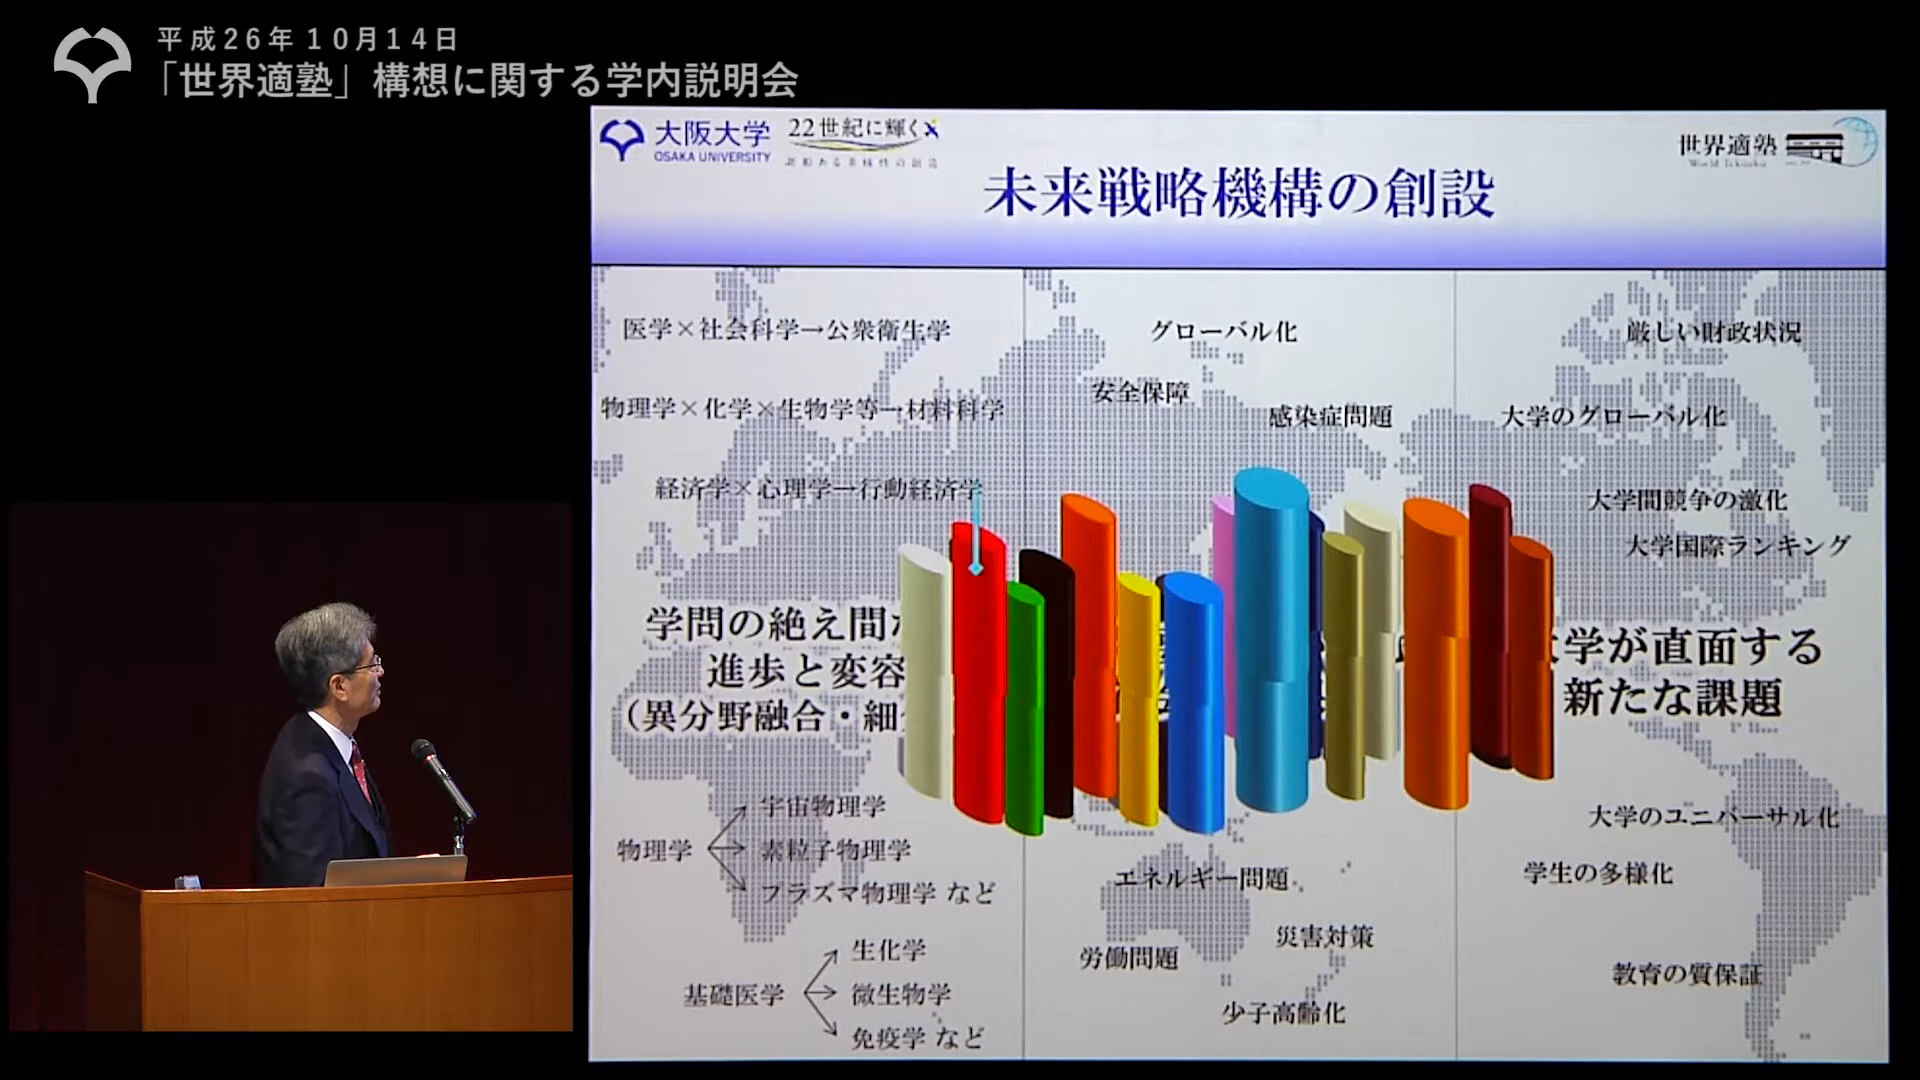 平成26年10月14日
「世界適塾」構想に関する学内説明会
大阪大学
OSAKA UNIVERSITY
22世紀に輝く
世界適塾
World Tekijuku
未来戦略機構の創設
医学×社会科学→公衆衛生学
物理学×化学×生物学等→材料科学
経済学×心理学→行動経済学
学問の絶え間
進歩と変容
（異分野融合・細
物理学
宇宙物理学
素粒子物理学
プラズマ物理学 など
基礎医学
生化学
微生物学
免疫学 など
グローバル化
安全保障
感染症問題
エネルギー問題
災害対策
労働問題
少子高齢化
厳しい財政状況
大学のグローバル化
大学間競争の激化
大学国際ランキング
学が直面する
新たな課題
大学のユニバーサル化
学生の多様化
教育の質保証